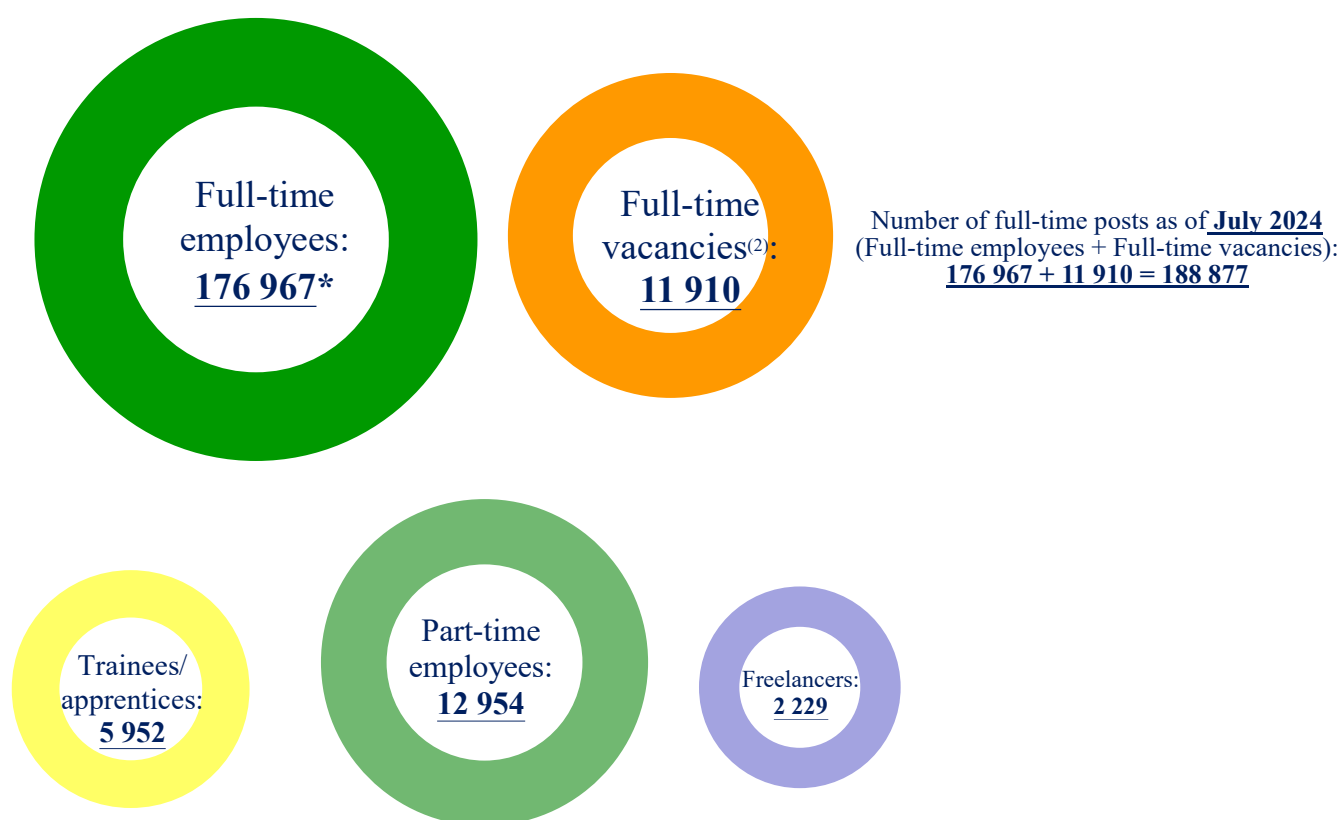 Full-time
employees:
176 967*
Full-time
vacancies(2):
11 910
Number of full-time posts as of July 2024
(Full-time employees + Full-time vacancies):
176 967 + 11 910 = 188 877
Trainees/
apprentices:
5 952
Part-time
employees:
12 954
Freelancers:
2 229